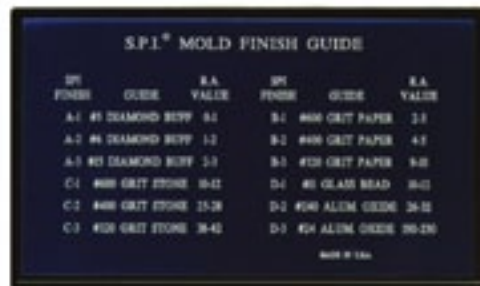 S.P.I.® MOLD FINISH GUIDE
SPI FINISH GUIDE R.A. VALUE
A-1 #3 DIAMOND BUFF 0-1
A-2 #6 DIAMOND BUFF 1-2
A-3 #15 DIAMOND BUFF 2-3
C-1 #600 GRIT STONE 10-12
C-2 #400 GRIT STONE 25-28
C-3 #320 GRIT STONE 38-42
SPI FINISH GUIDE R.A. VALUE
B-1 #600 GRIT PAPER 2-3
B-2 #400 GRIT PAPER 4-5
B-3 #320 GRIT PAPER 9-10
D-1 GLASS BEAD 10-12
D-2 #240 ALUM. OXIDE 26-32
D-3 #24 ALUM. OXIDE 190-230
MADE IN USA